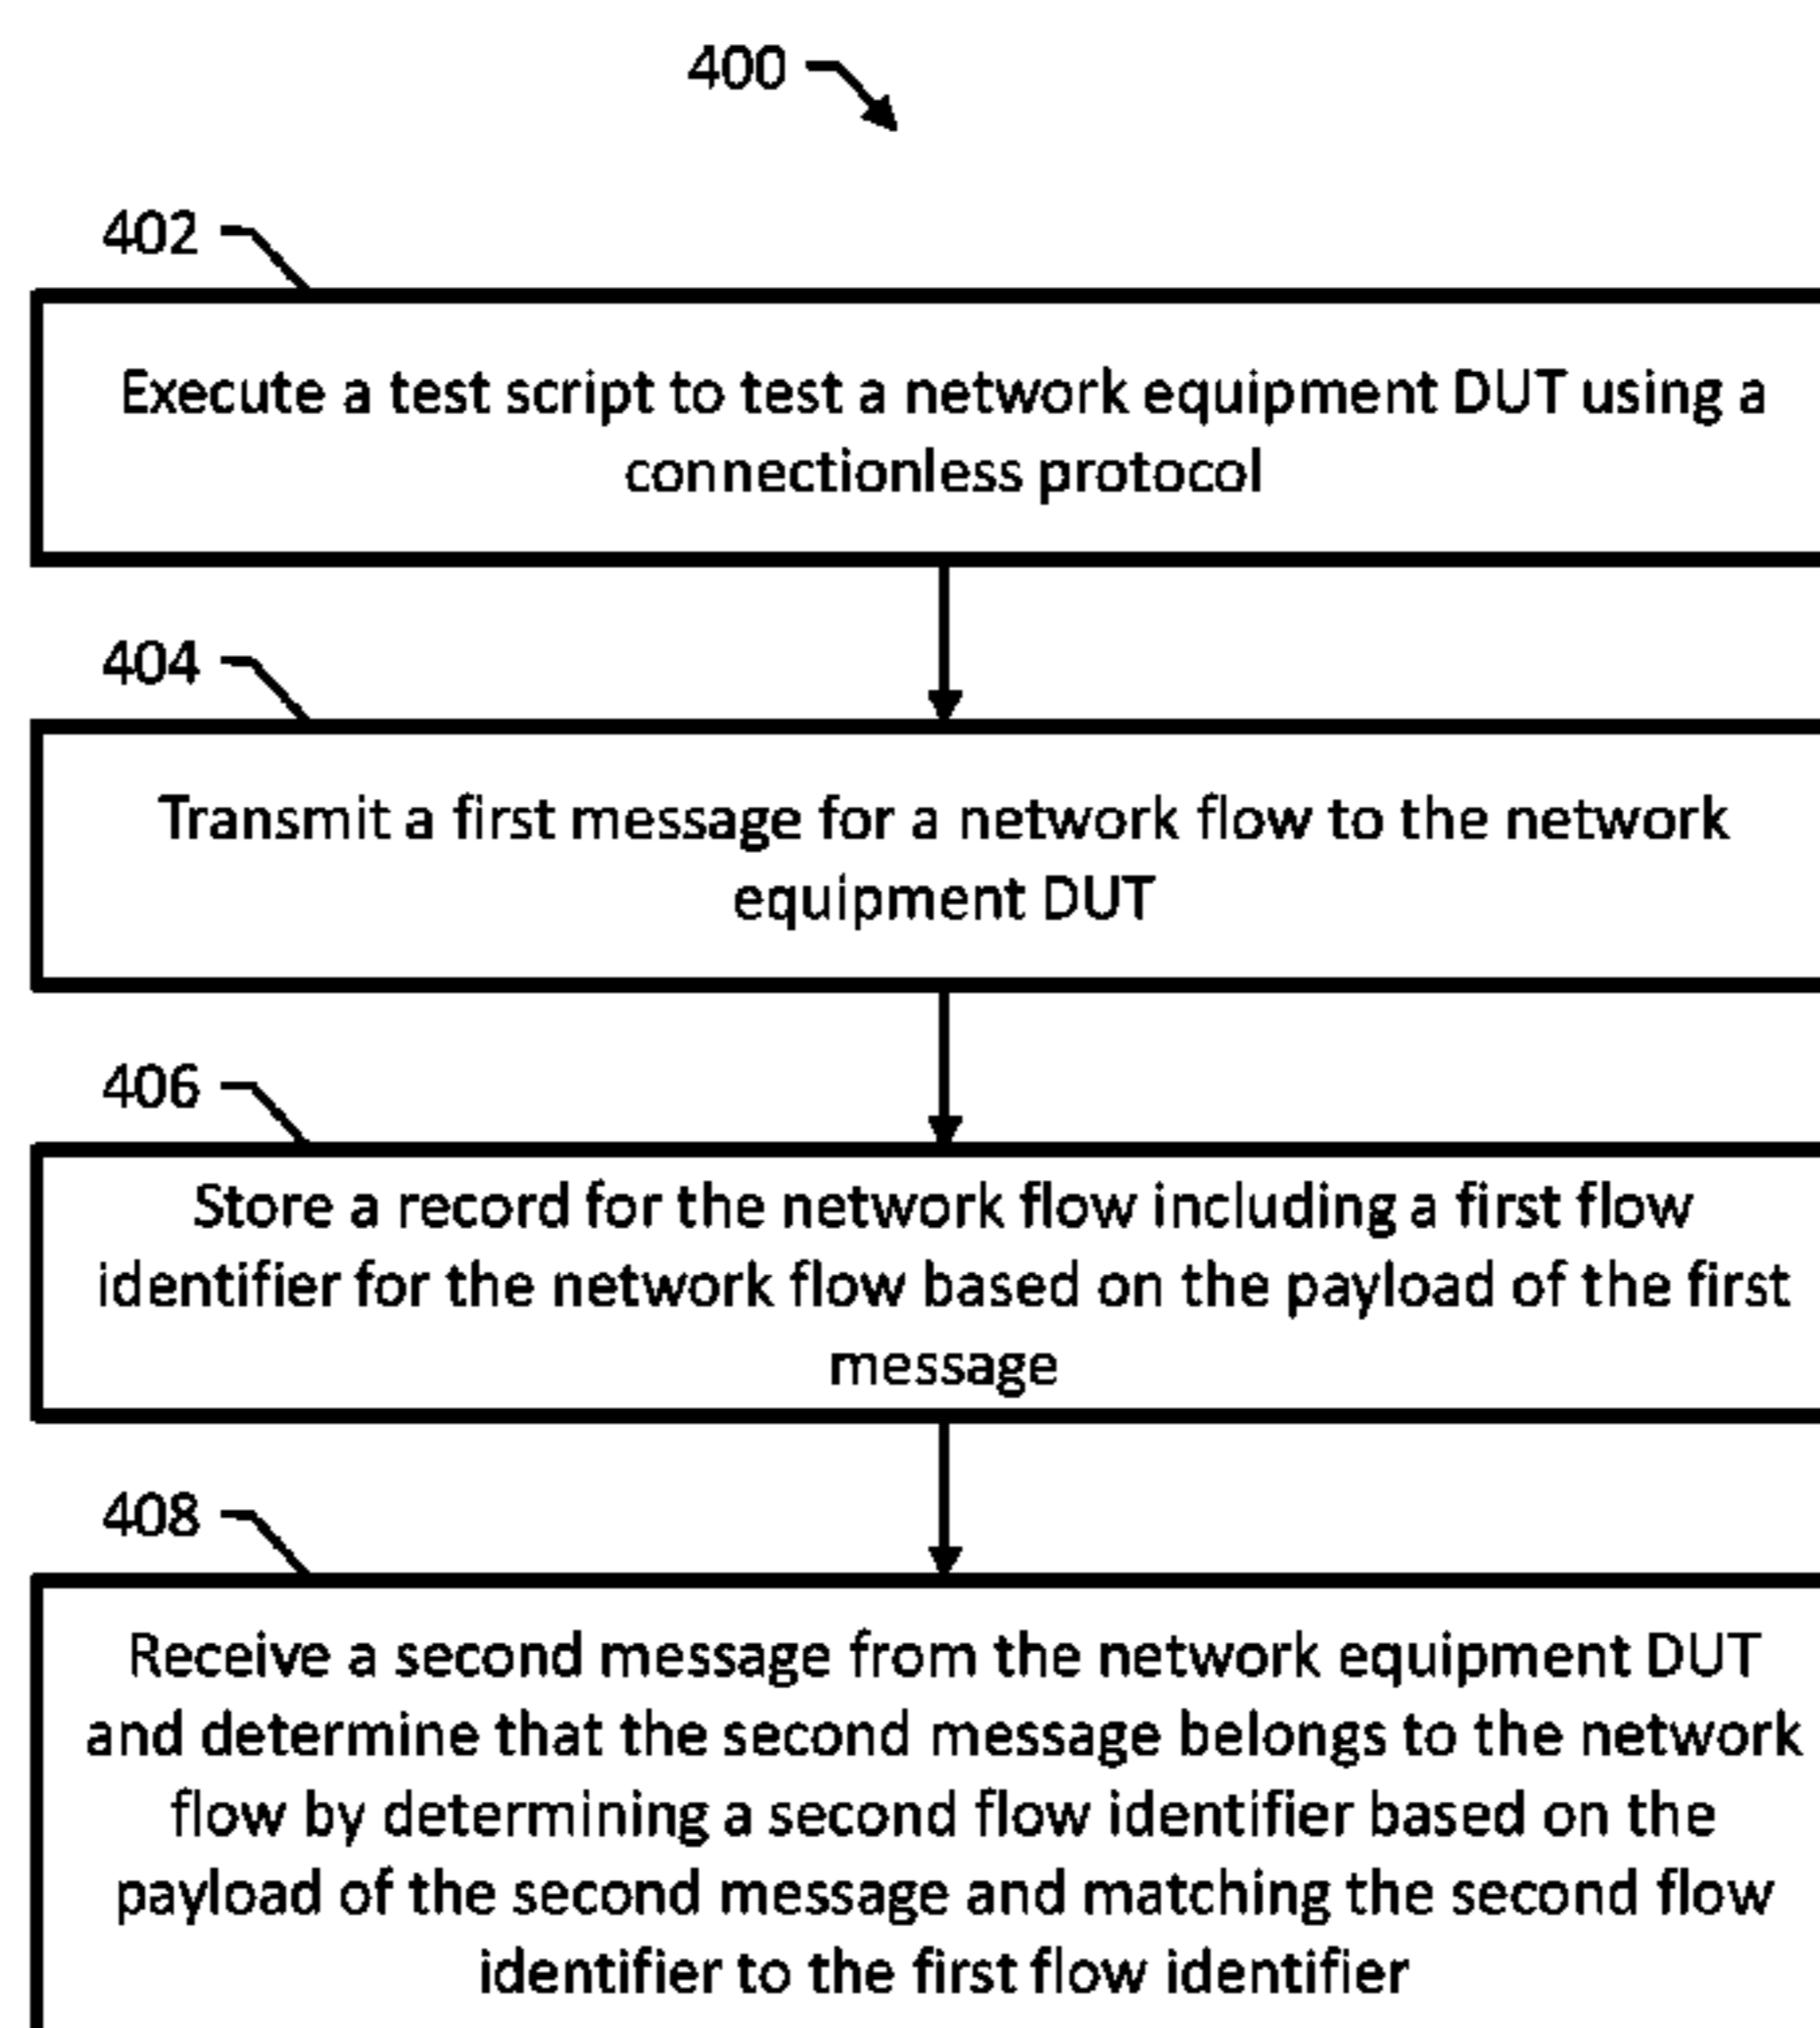 400
402
Execute a test script to test a network equipment DUT using a
connectionless protocol
404
Transmit a first message for a network flow to the network
equipment DUT
406
Store a record for the network flow including a first flow
identifier for the network flow based on the payload of the first
message
408
Receive a second message from the network equipment DUT
and determine that the second message belongs to the network
flow by determining a second flow identifier based on the
payload of the second message and matching the second flow
identifier to the first flow identifier